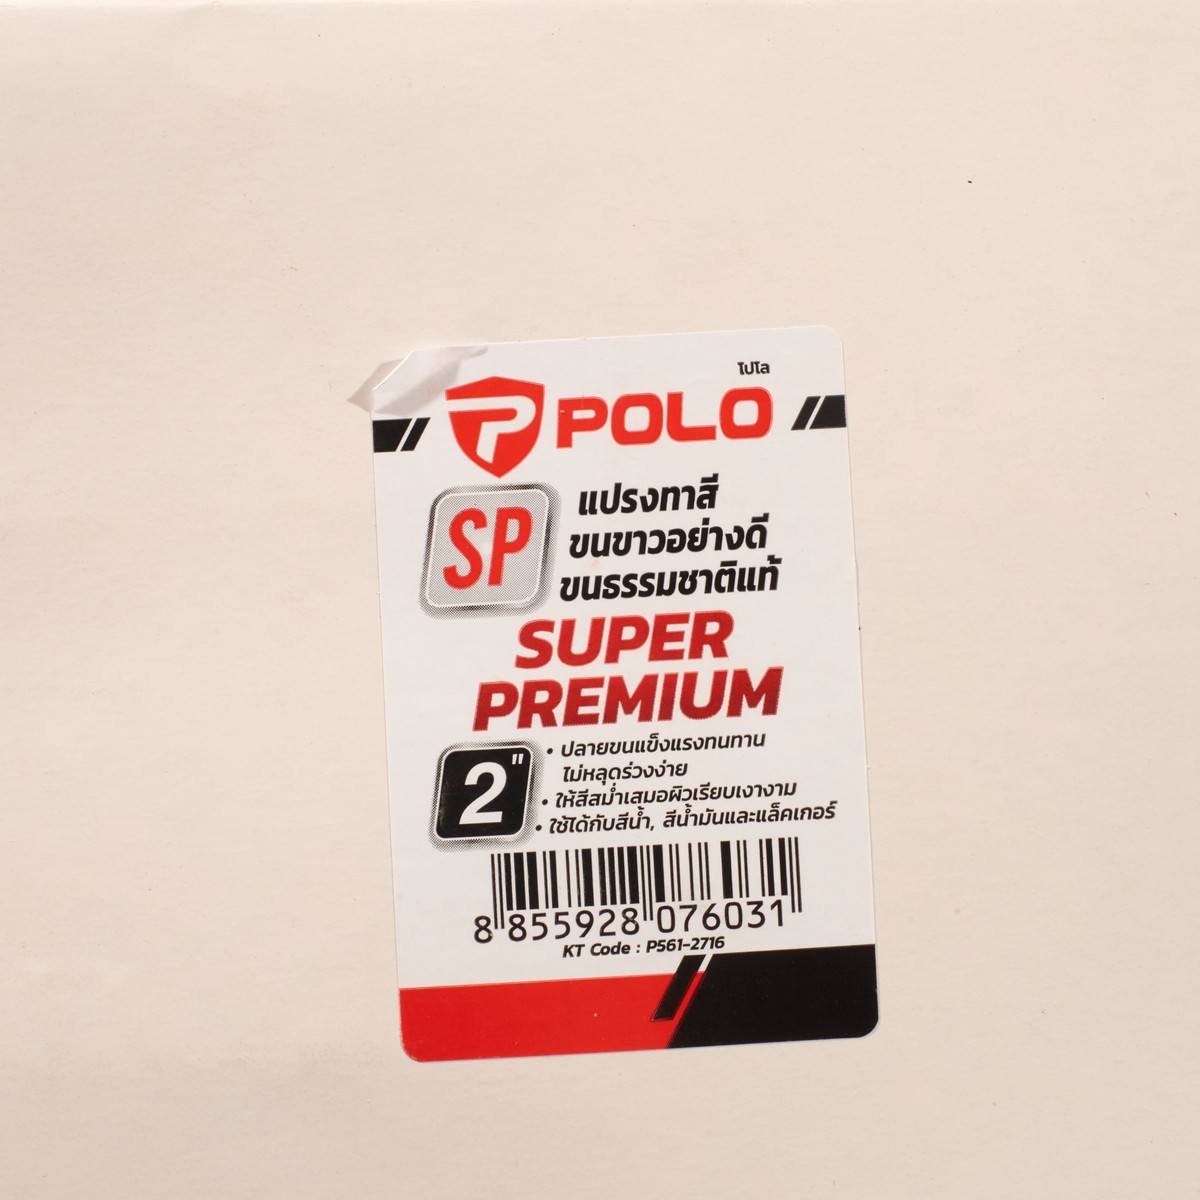 โปโล
P POLO
SP
แปรงทาสี
ขนขาวอย่างดี
ขนธรรมชาติแท้
SUPER
PREMIUM
2"
• ปลายขนแข็งแรงทนทาน
ไม่หลุดร่วงง่าย
• ให้สีสม่ำเสมอผิวเรียบเงางาม
• ใช้ได้กับสีน้ำ, สีน้ำมันและแล็คเกอร์
8 855928 076031
KT Code : P561-2716